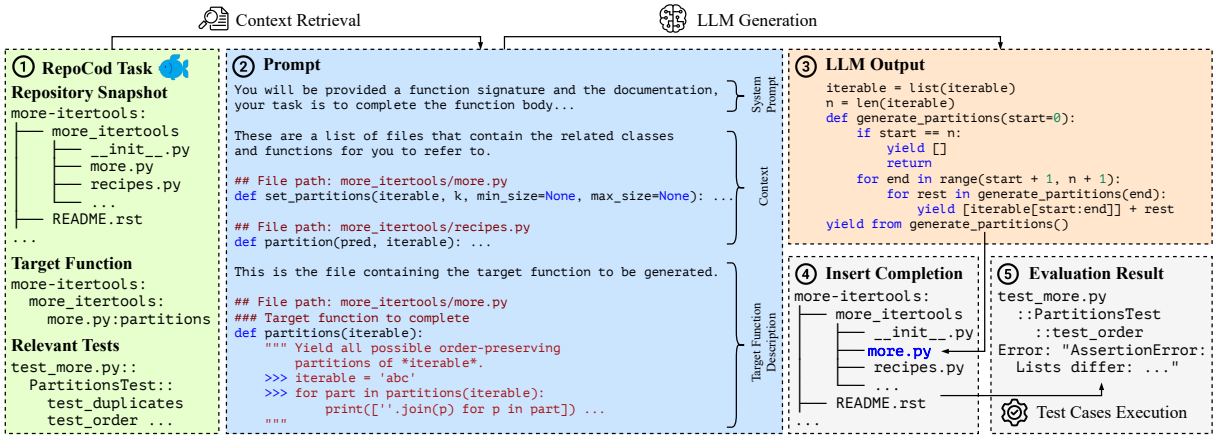 Context Retrieval
LLM Generation
1 RepoCod Task
Repository Snapshot
more-itertools:
├── more_itertools
│   ├── __init__.py
│   ├── more.py
│   ├── recipes.py
│   └── ...
├── README.rst
...
Target Function
more-itertools:
more_itertools:
more.py:partitions
Relevant Tests
test_more.py::
PartitionsTest::
test_duplicates
test_order ...
2 Prompt
You will be provided a function signature and the documentation,
your task is to complete the function body...
System
Prompt
These are a list of files that contain the related classes
and functions for you to refer to.
## File path: more_itertools/more.py
def set_partitions(iterable, k, min_size=None, max_size=None): ...
## File path: more_itertools/recipes.py
def partition(pred, iterable): ...
Context
This is the file containing the target function to be generated.
## File path: more_itertools/more.py
### Target function to complete
def partitions(iterable):
""" Yield all possible order-preserving
partitions of *iterable*.
>>> iterable = 'abc'
>>> for part in partitions(iterable):
print([''.join(p) for p in part]) ...
"""
Target Function
Description
3 LLM Output
iterable = list(iterable)
n = len(iterable)
def generate_partitions(start=0):
if start == n:
yield []
return
for end in range(start + 1, n + 1):
for rest in generate_partitions(end):
yield [iterable[start:end]] + rest
yield from generate_partitions()
4 Insert Completion
more-itertools:
├── more_itertools
│   ├── __init__.py
│   ├── more.py
│   ├── recipes.py
│   └── ...
├── README.rst
...
5 Evaluation Result
test_more.py
::PartitionsTest
::test_order
Error: "AssertionError:
Lists differ: ..."
Test Cases Execution